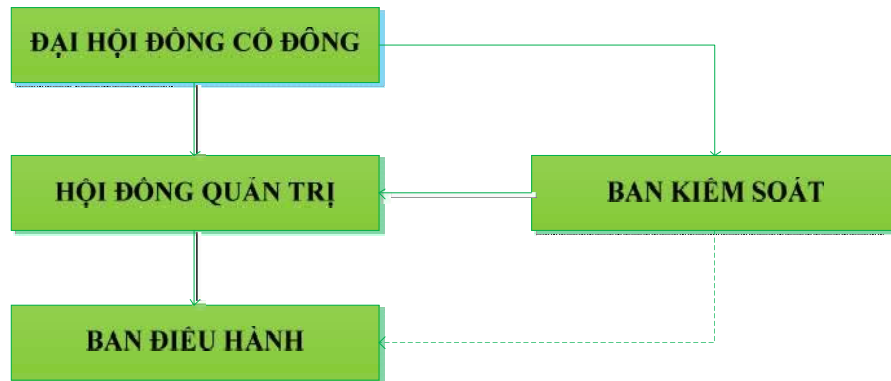 ĐẠI HỘI ĐỒNG CỔ ĐÔNG
HỘI ĐỒNG QUẢN TRỊ
BAN KIỂM SOÁT
BAN ĐIỀU HÀNH